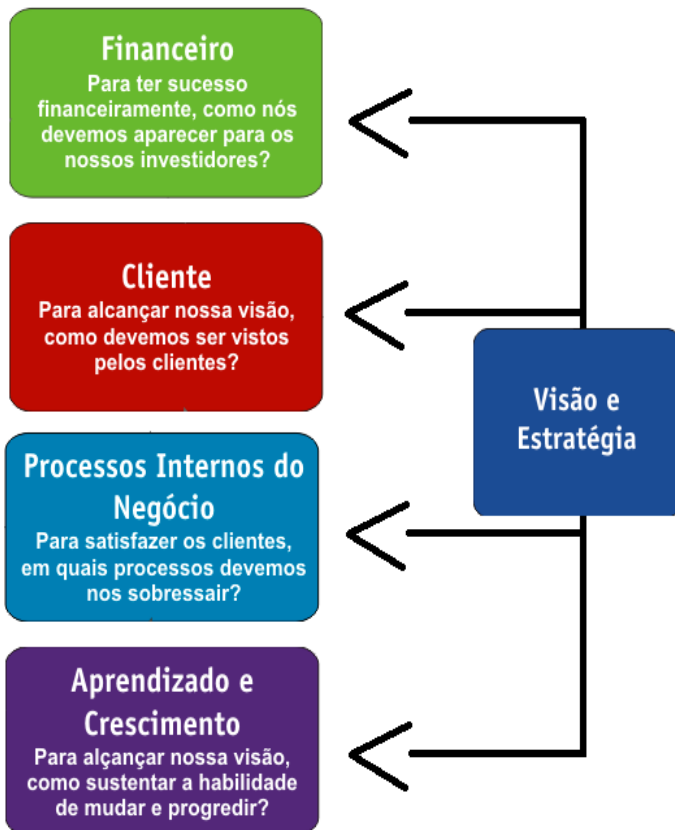 Financeiro
Para ter sucesso
financeiramente, como nós
devemos aparecer para os
nossos investidores?
Cliente
Para alcançar nossa visão,
como devemos ser vistos
pelos clientes?
Visão e
Estratégia
Processos Internos do
Negócio
Para satisfazer os clientes,
em quais processos devemos
nos sobressair?
Aprendizado e
Crescimento
Para alçançar nossa visão,
como sustentar a habilidade
de mudar e progredir?